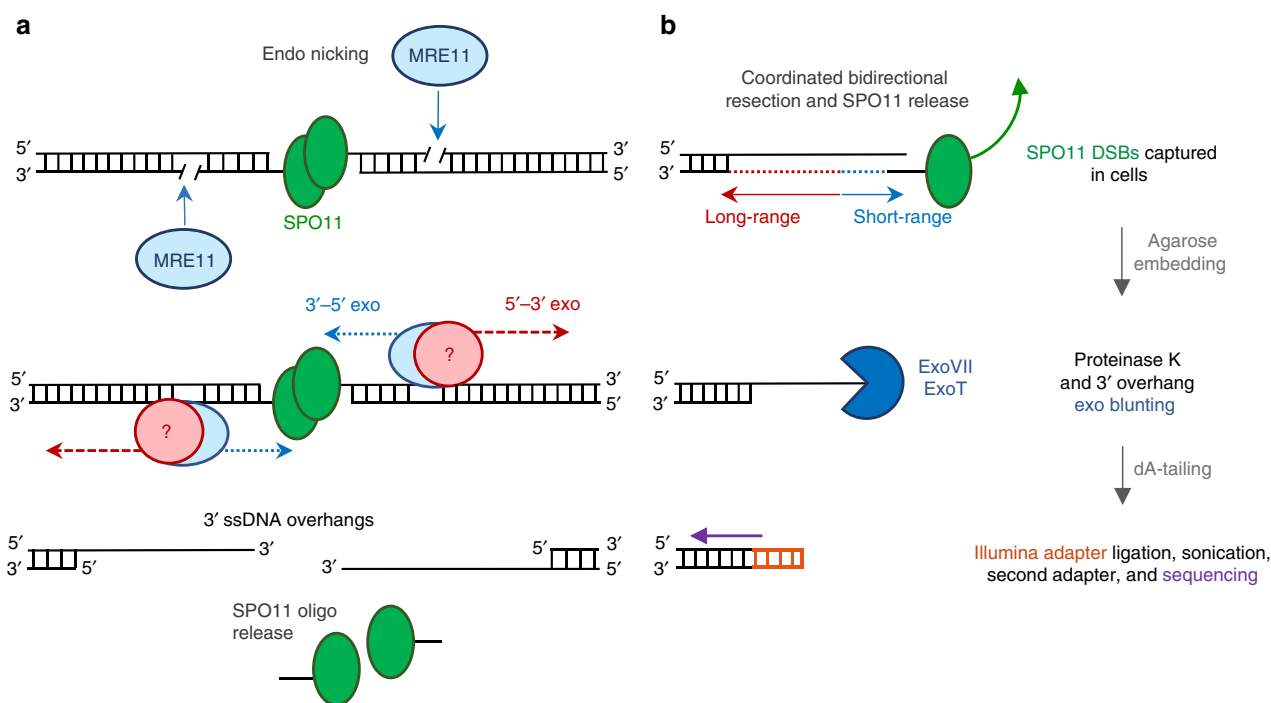 a
Endo nicking
MRE11
5′
3′
3′
5′
SPO11
MRE11
3′–5′ exo
5′–3′ exo
?
5′
3′
3′
5′
?
3′ ssDNA overhangs
5′
3′
3′
5′
3′
5′
3′
5′
SPO11 oligo
release
b
Coordinated bidirectional
resection and SPO11 release
5′
3′
Long-range
Short-range
SPO11 DSBs captured
in cells
Agarose
embedding
5′
3′
ExoVII
ExoT
Proteinase K
and 3′ overhang
exo blunting
dA-tailing
5′
3′
Illumina adapter ligation, sonication,
second adapter, and sequencing